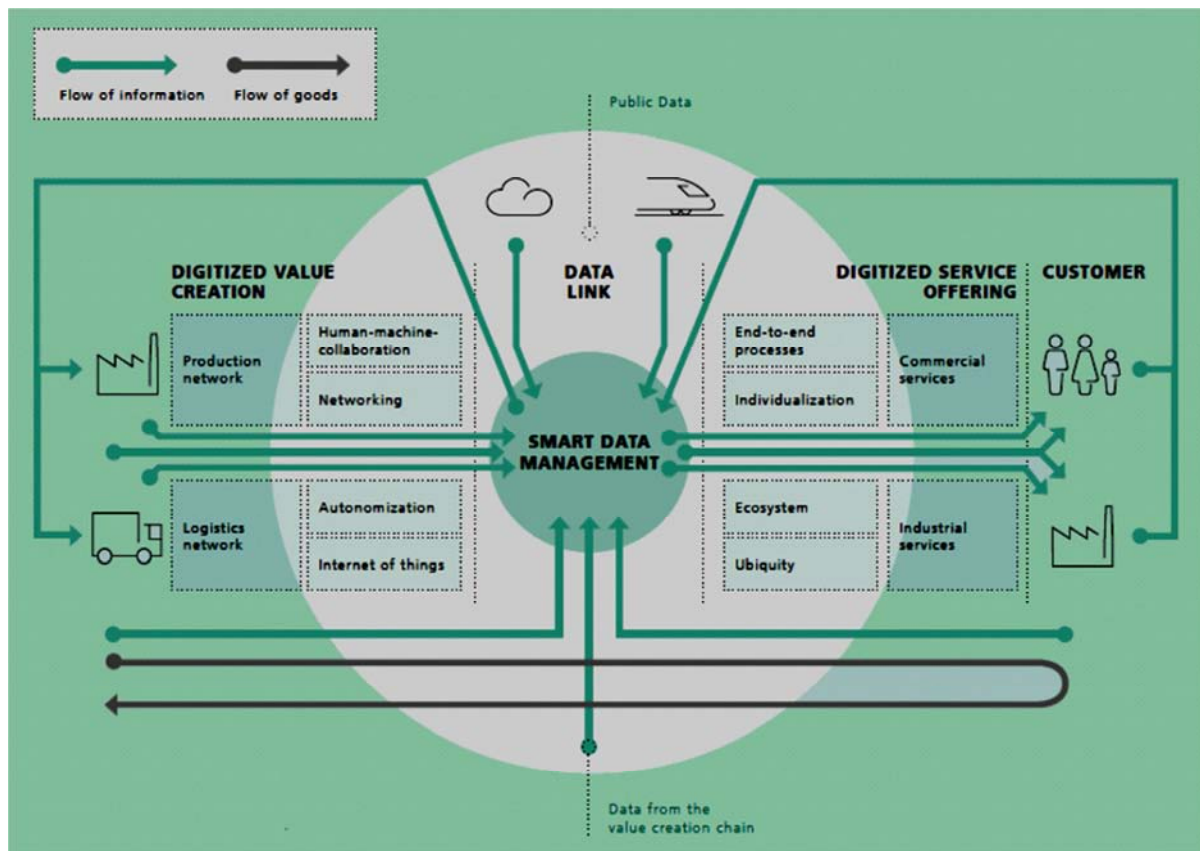 Flow of information
Flow of goods
Public Data
DIGITIZED VALUE
CREATION
DATA
LINK
DIGITIZED SERVICE
OFFERING
CUSTOMER
Production
network
Human-machine-
collaboration
Networking
End-to-end
processes
Individualization
Commercial
services
SMART DATA
MANAGEMENT
Logistics
network
Autonomization
Internet of things
Ecosystem
Ubiquity
Industrial
services
Data from the
value creation chain